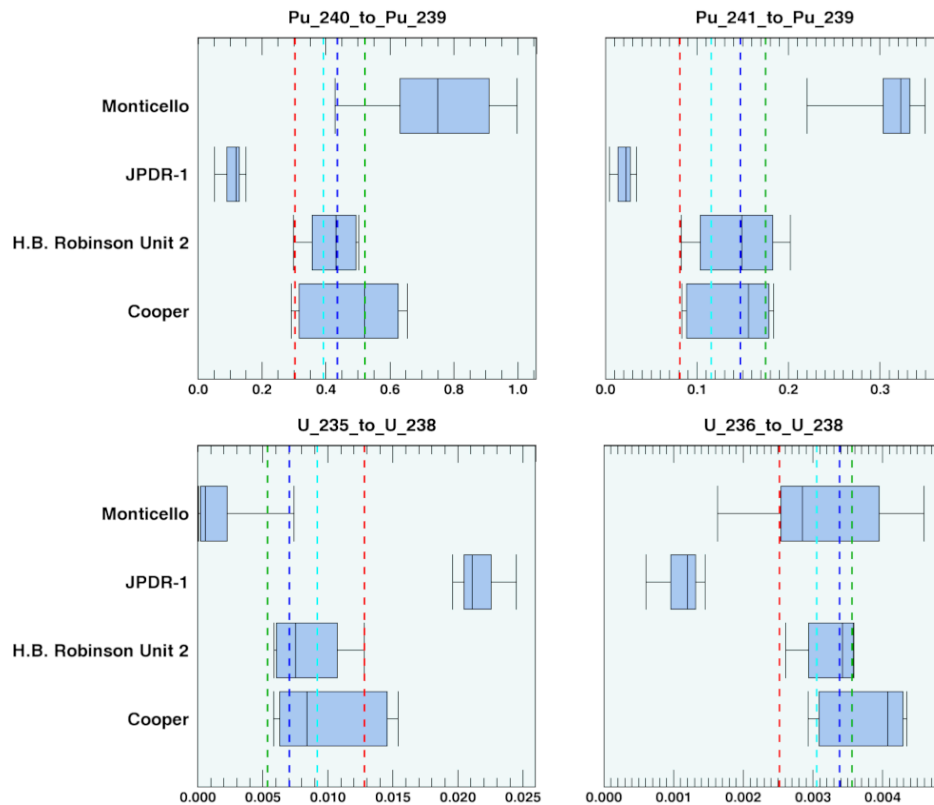 Pu_240_to_Pu_239
Pu_241_to_Pu_239
Monticello
JPDR-1
H.B. Robinson Unit 2
Cooper
0.0 0.2 0.4 0.6 0.8 1.0
0.0 0.1 0.2 0.3
U_235_to_U_238
U_236_to_U_238
Monticello
JPDR-1
H.B. Robinson Unit 2
Cooper
0.000 0.005 0.010 0.015 0.020 0.025
0.000 0.001 0.002 0.003 0.004